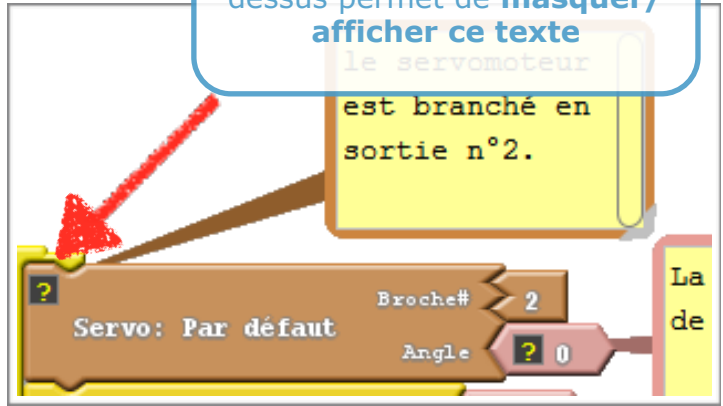 dessus permet de masquer/
afficher ce texte
le servomoteur
est branché en
sortie n°2.
?
Broche# 2
Servo: Par défaut
Angle ? 0
La
de